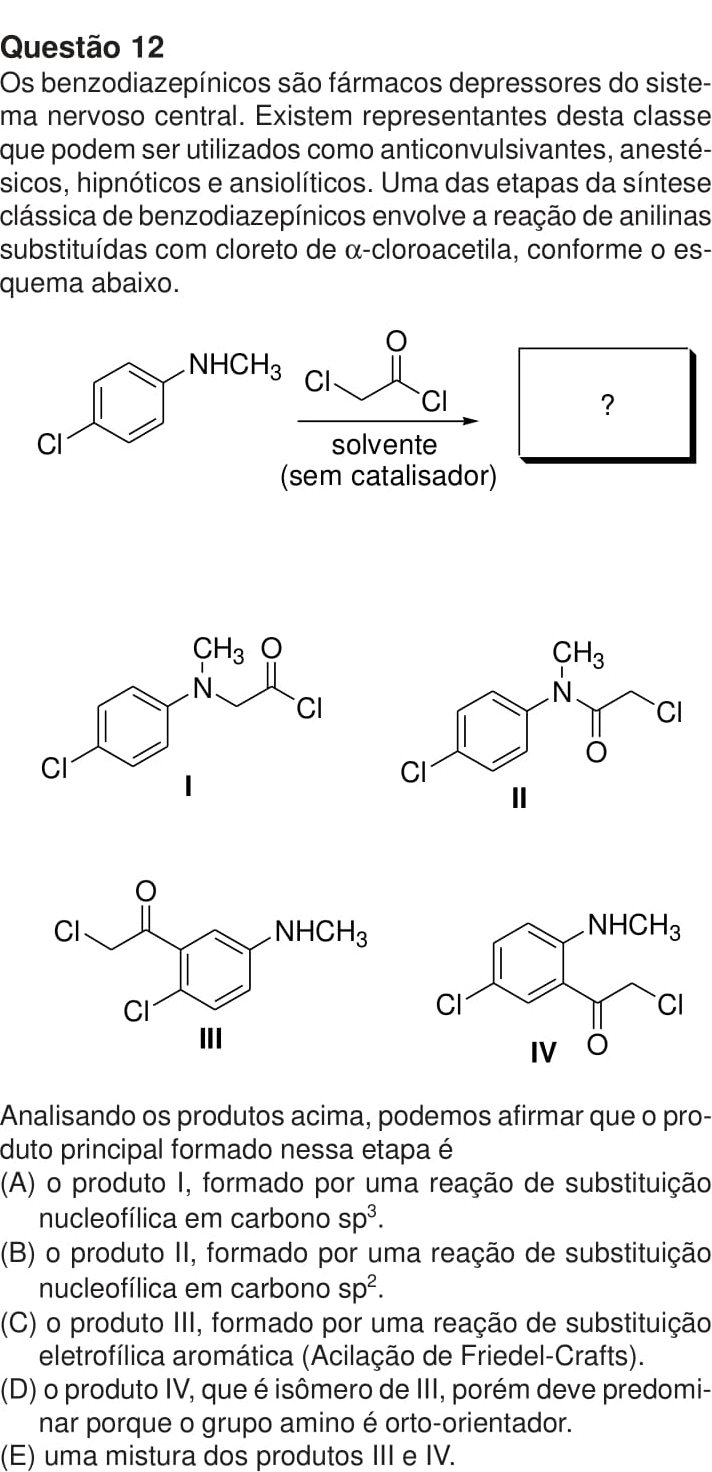 Questão 12
Os benzodiazepínicos são fármacos depressores do siste-
ma nervoso central. Existem representantes desta classe
que podem ser utilizados como anticonvulsivantes, anesté-
sicos, hipnóticos e ansiolíticos. Uma das etapas da síntese
clássica de benzodiazepínicos envolve a reação de anilinas
substituídas com cloreto de α-cloroacetila, conforme o es-
quema abaixo.
O
NHCH₃
Cl
Cl
Cl
?
solvente
(sem catalisador)
CH₃ O
N
Cl
Cl
I
CH₃
N
Cl
O
Cl
II
O
Cl
NHCH₃
Cl
III
NHCH₃
Cl
Cl
O
IV
Analisando os produtos acima, podemos afirmar que o pro-
duto principal formado nessa etapa é
(A) o produto I, formado por uma reação de substituição
nucleofílica em carbono sp³.
(B) o produto II, formado por uma reação de substituição
nucleofílica em carbono sp².
(C) o produto III, formado por uma reação de substituição
eletrofílica aromática (Acilação de Friedel-Crafts).
(D) o produto IV, que é isômero de III, porém deve predomi-
nar porque o grupo amino é orto-orientador.
(E) uma mistura dos produtos III e IV.